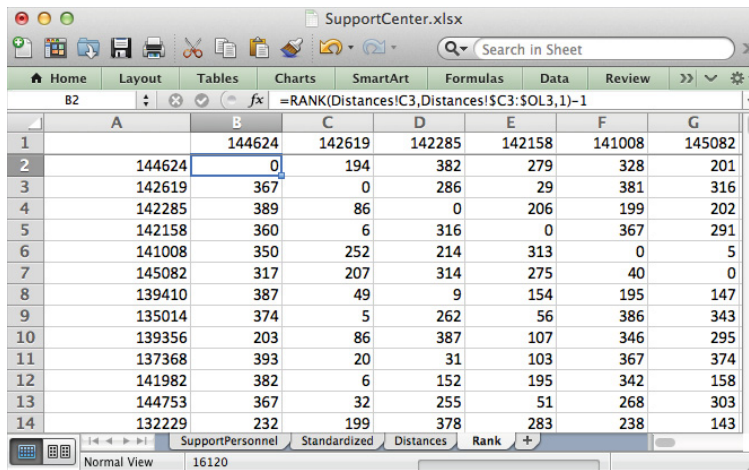 SupportCenter.xlsx
Search in Sheet
Home Layout Tables Charts SmartArt Formulas Data Review
B2 fx =RANK(Distances!C3,Distances!$C3:$OL3,1)-1
A B C D E F G
1 144624 142619 142285 142158 141008 145082
2 144624 0 194 382 279 328 201
3 142619 367 0 286 29 381 316
4 142285 389 86 0 206 199 202
5 142158 360 6 316 0 367 291
6 141008 350 252 214 313 0 5
7 145082 317 207 314 275 40 0
8 139410 387 49 9 154 195 147
9 135014 374 5 262 56 386 343
10 139356 203 86 387 107 346 295
11 137368 393 20 31 103 367 374
12 141982 382 6 152 195 342 158
13 144753 367 32 255 51 268 303
14 132229 232 199 378 283 238 143
SupportPersonnel Standardized Distances Rank +
Normal View 16120